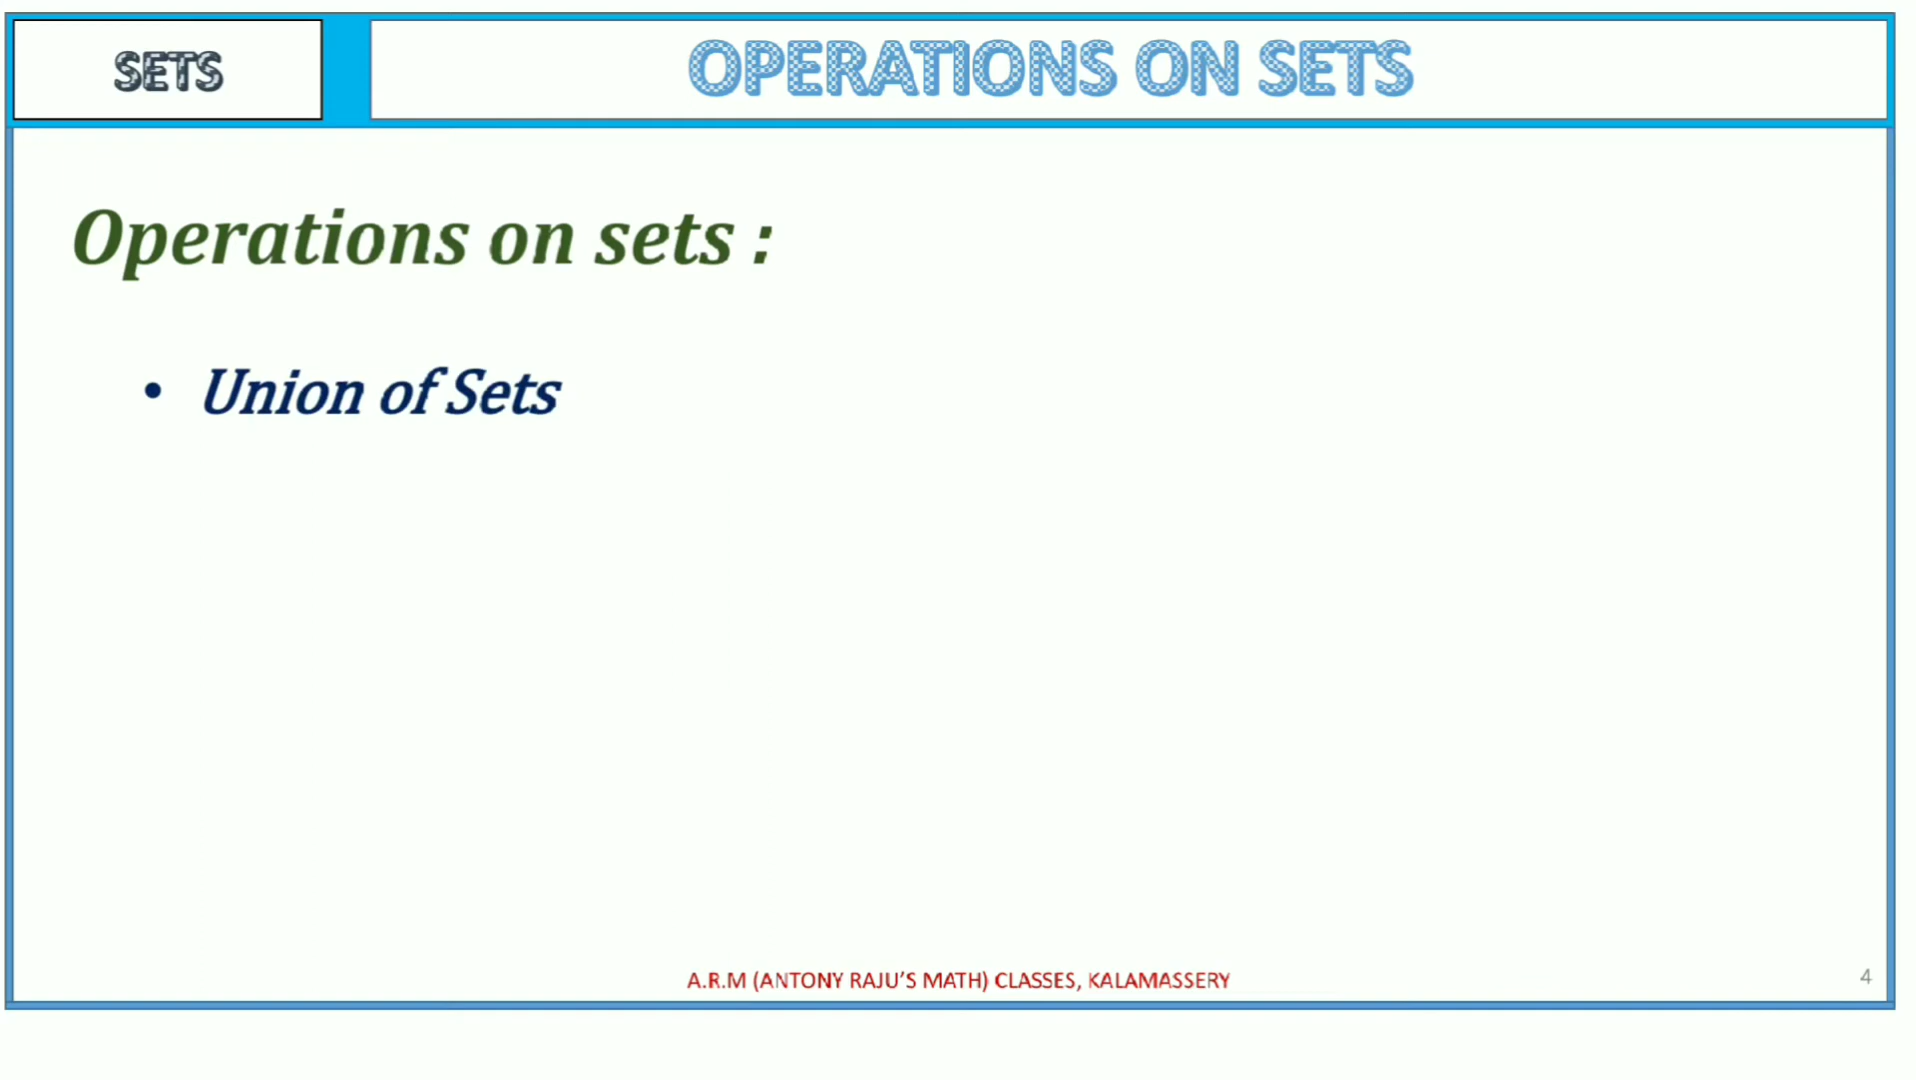 SETS
OPERATIONS ON SETS
Operations on sets :
• Union of Sets
A.R.M (ANTONY RAJU'S MATH) CLASSES, KALAMASSERY
4